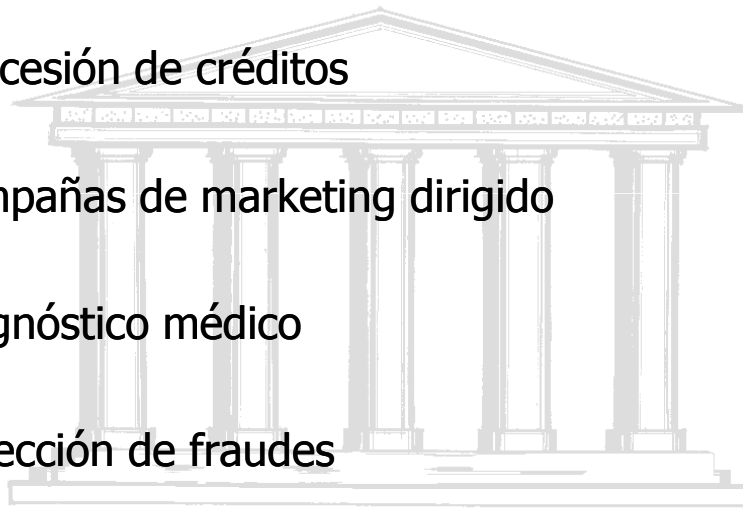 cesión de créditos
mpañas de marketing dirigido
gnóstico médico
ección de fraudes